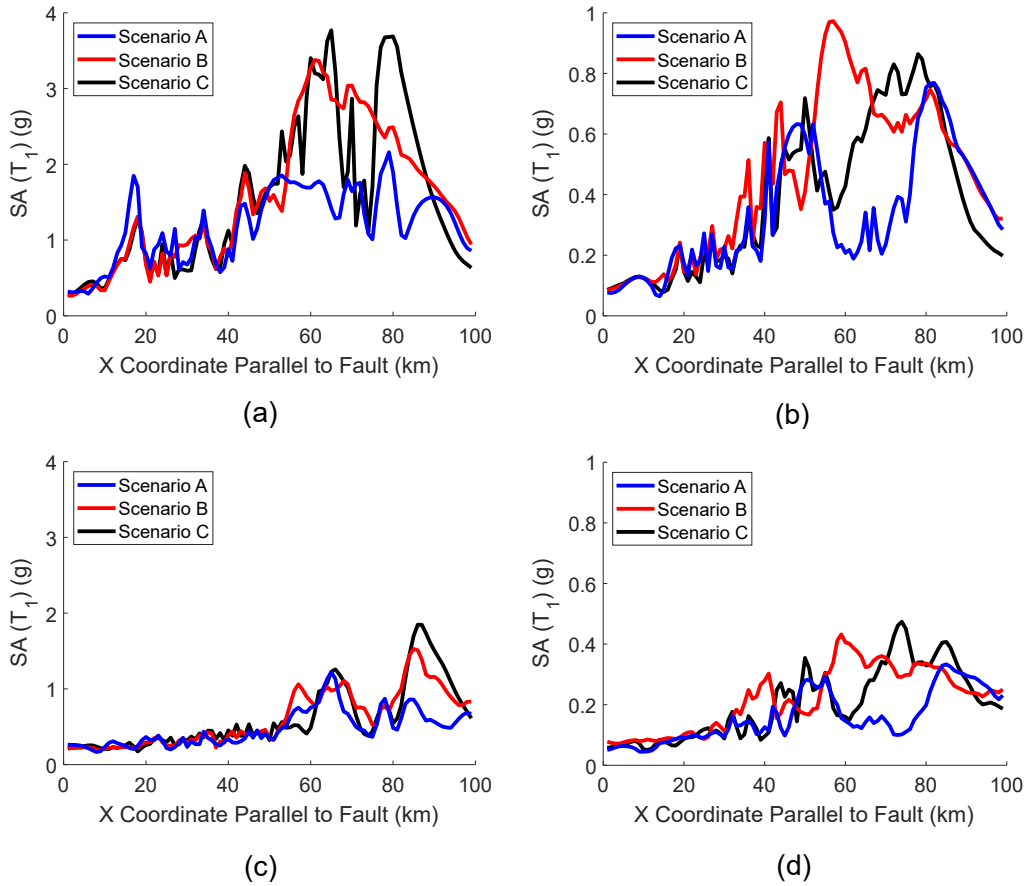 4
3
2
1
0
SA (T1) (g)
Scenario A
Scenario B
Scenario C
0 20 40 60 80 100
X Coordinate Parallel to Fault (km)
(a)
1
0.8
0.6
0.4
0.2
0
SA (T1) (g)
Scenario A
Scenario B
Scenario C
0 20 40 60 80 100
X Coordinate Parallel to Fault (km)
(b)
4
3
2
1
0
SA (T1) (g)
Scenario A
Scenario B
Scenario C
0 20 40 60 80 100
X Coordinate Parallel to Fault (km)
(c)
1
0.8
0.6
0.4
0.2
0
SA (T1) (g)
Scenario A
Scenario B
Scenario C
0 20 40 60 80 100
X Coordinate Parallel to Fault (km)
(d)